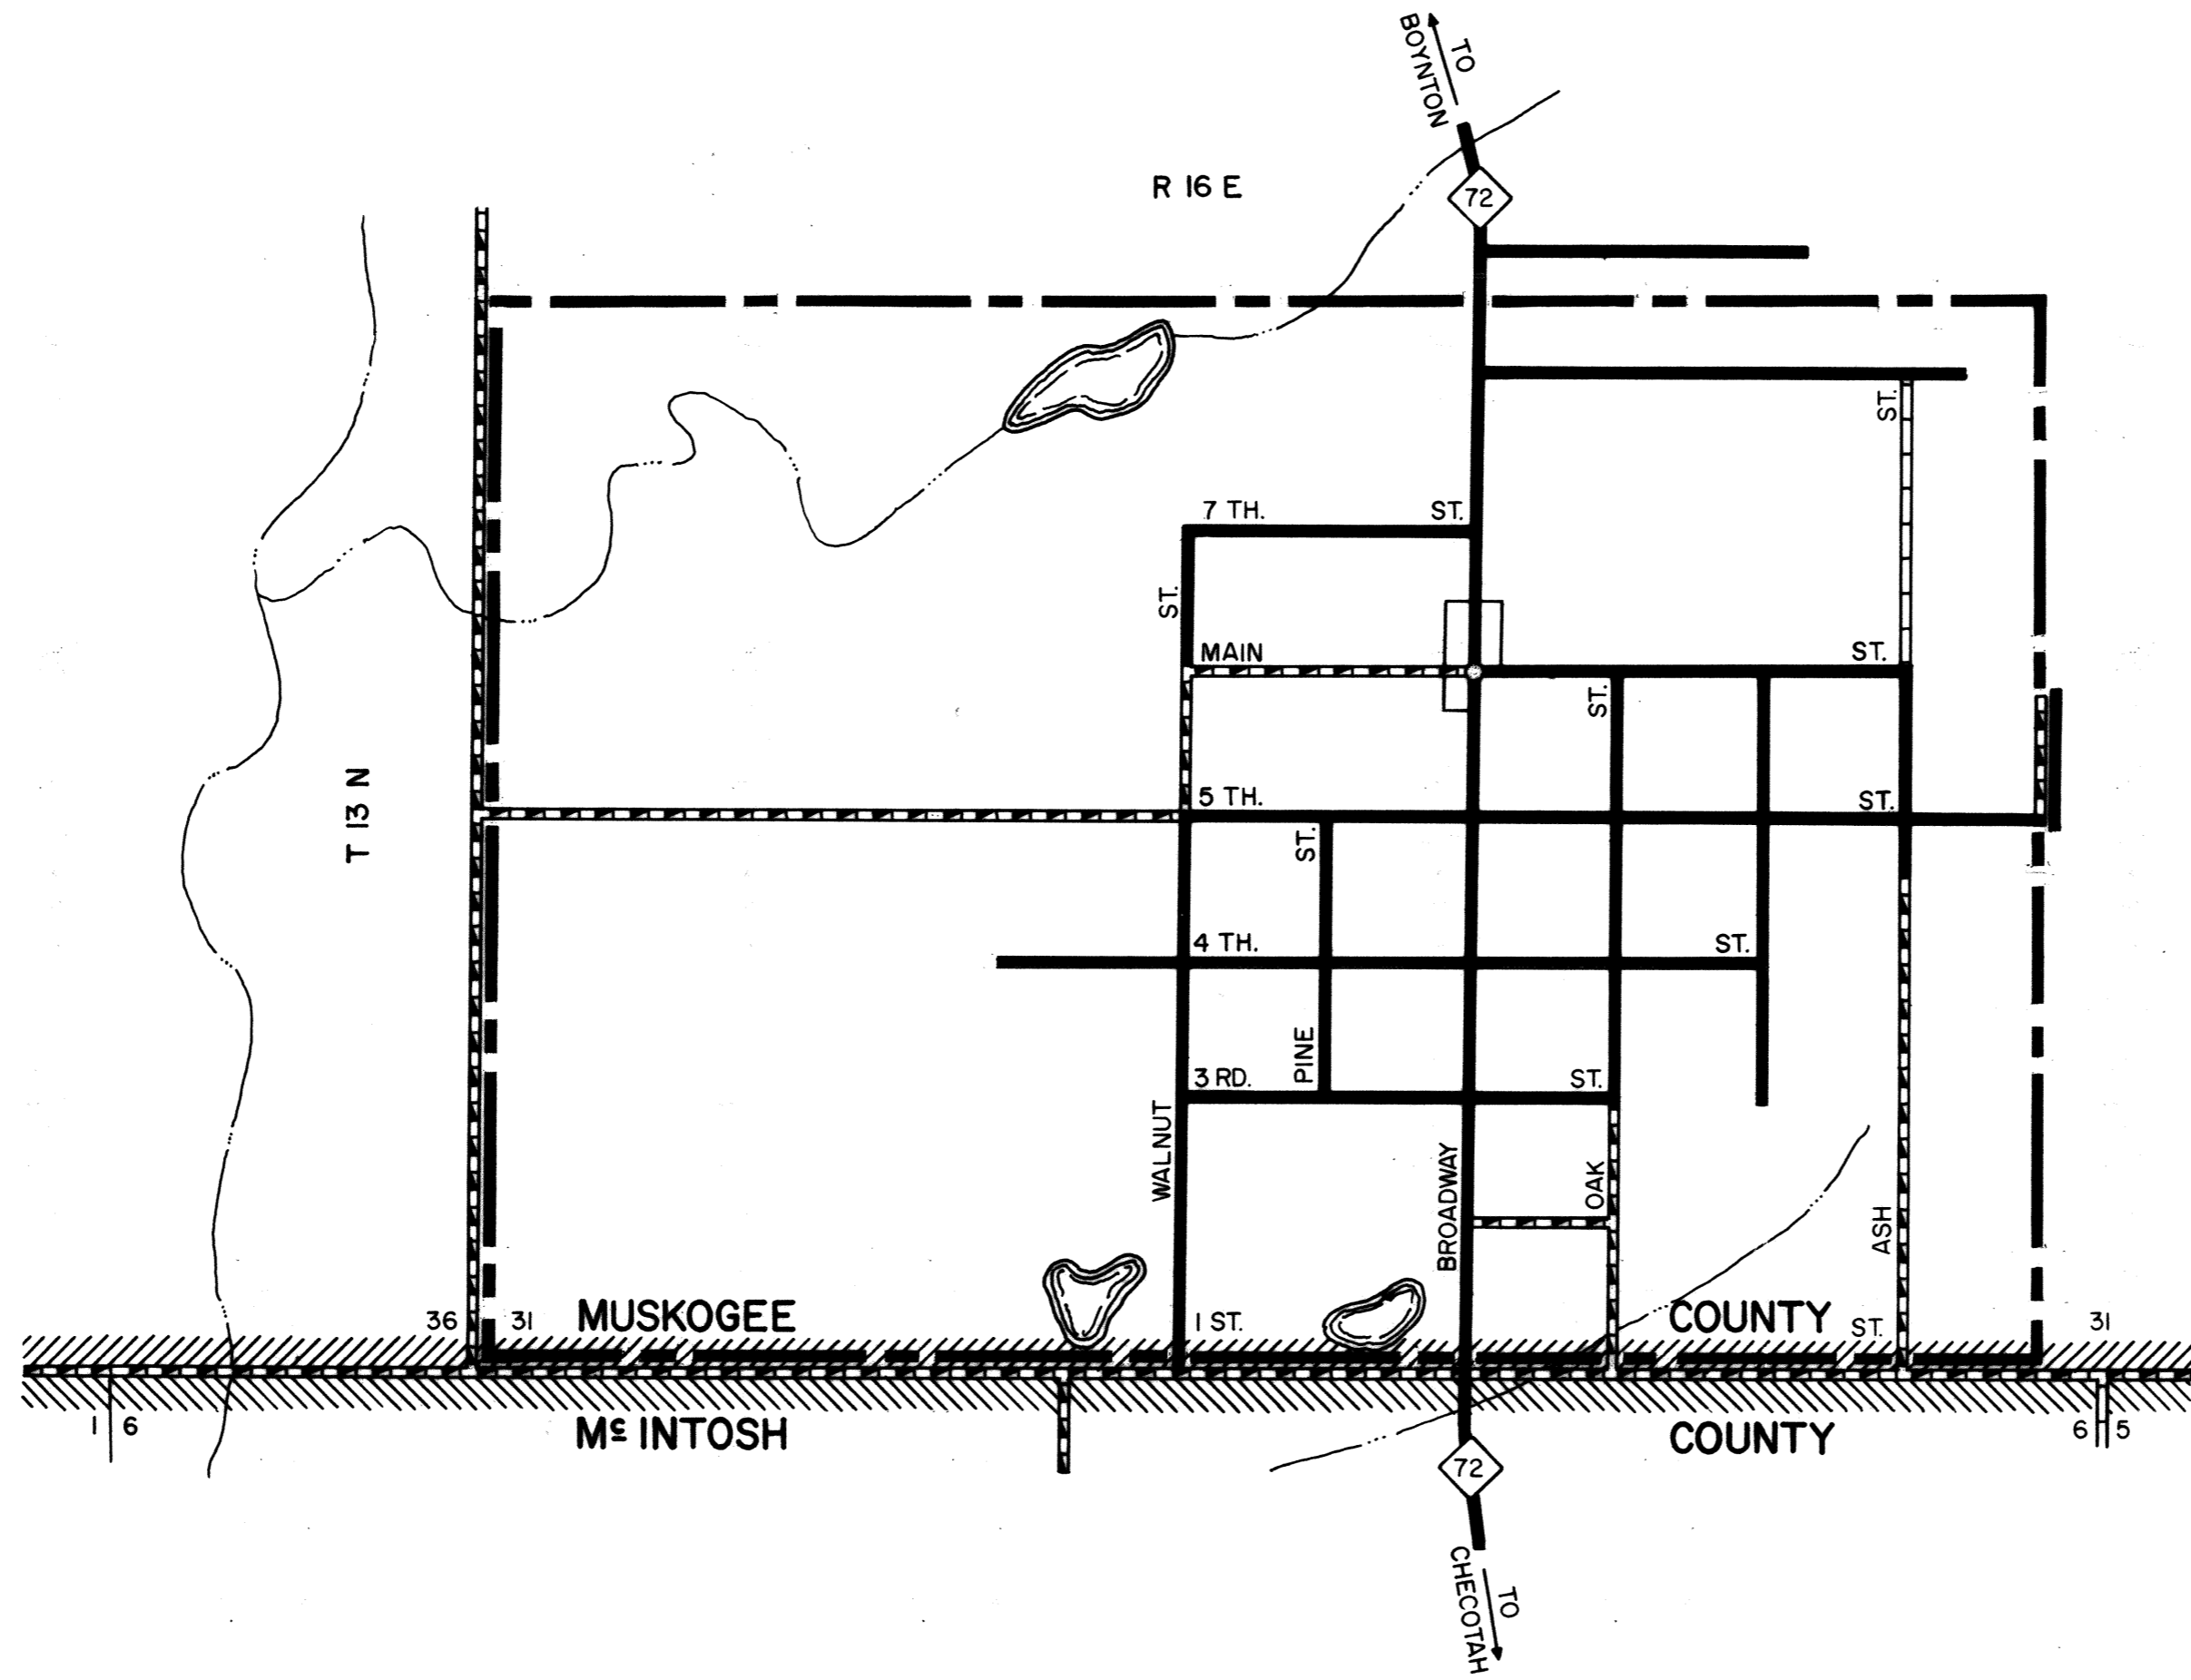 TO
BOYNTON
72
R 16 E
ST.
7 TH. ST.
ST.
MAIN ST.
ST.
T 13 N
5 TH. ST.
ST.
4 TH. ST.
PINE
3 RD. ST.
WALNUT
BROADWAY
OAK
ASH
36 31 MUSKOGEE COUNTY 31
1 ST. ST.
1 6 Mc INTOSH COUNTY 6 5
72
TO
CHECOTAH